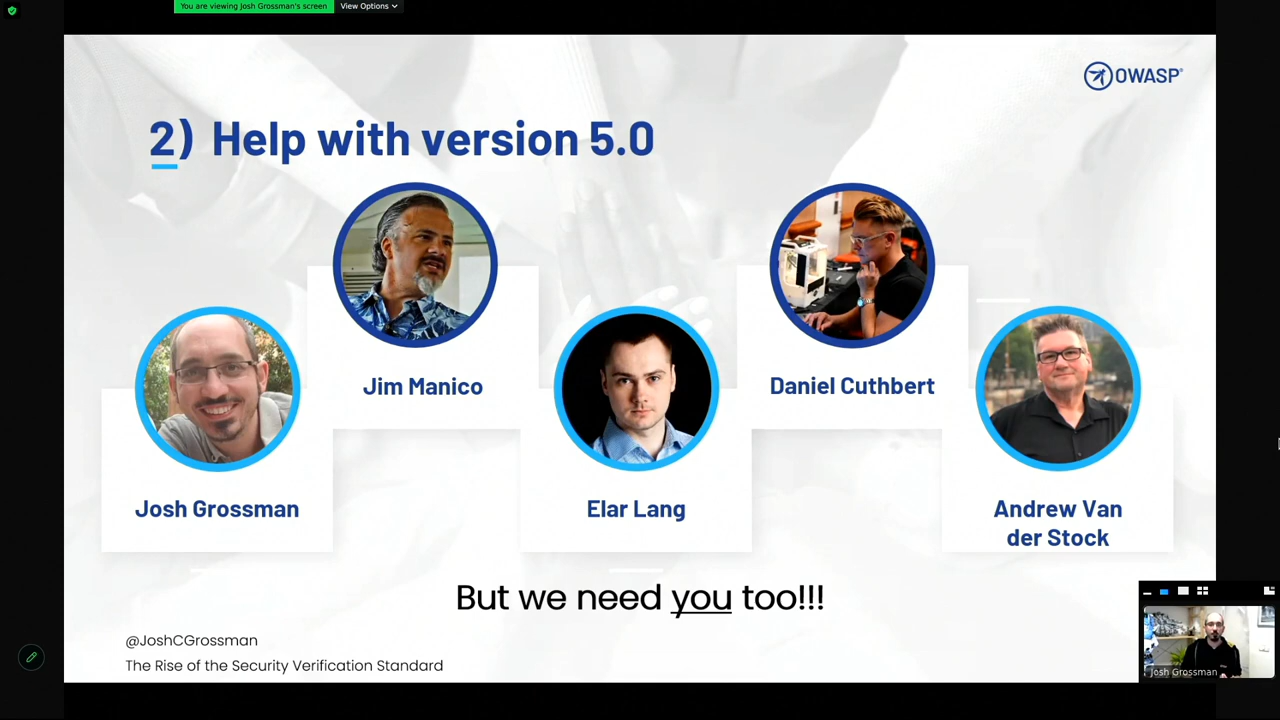 You are viewing Josh Grossman's screen
View Options
OWASP®
2) Help with version 5.0
Jim Manico
Daniel Cuthbert
Josh Grossman
Elar Lang
Andrew Van
der Stock
But we need you too!!!
@JoshCGrossman
The Rise of the Security Verification Standard
Josh Grossman